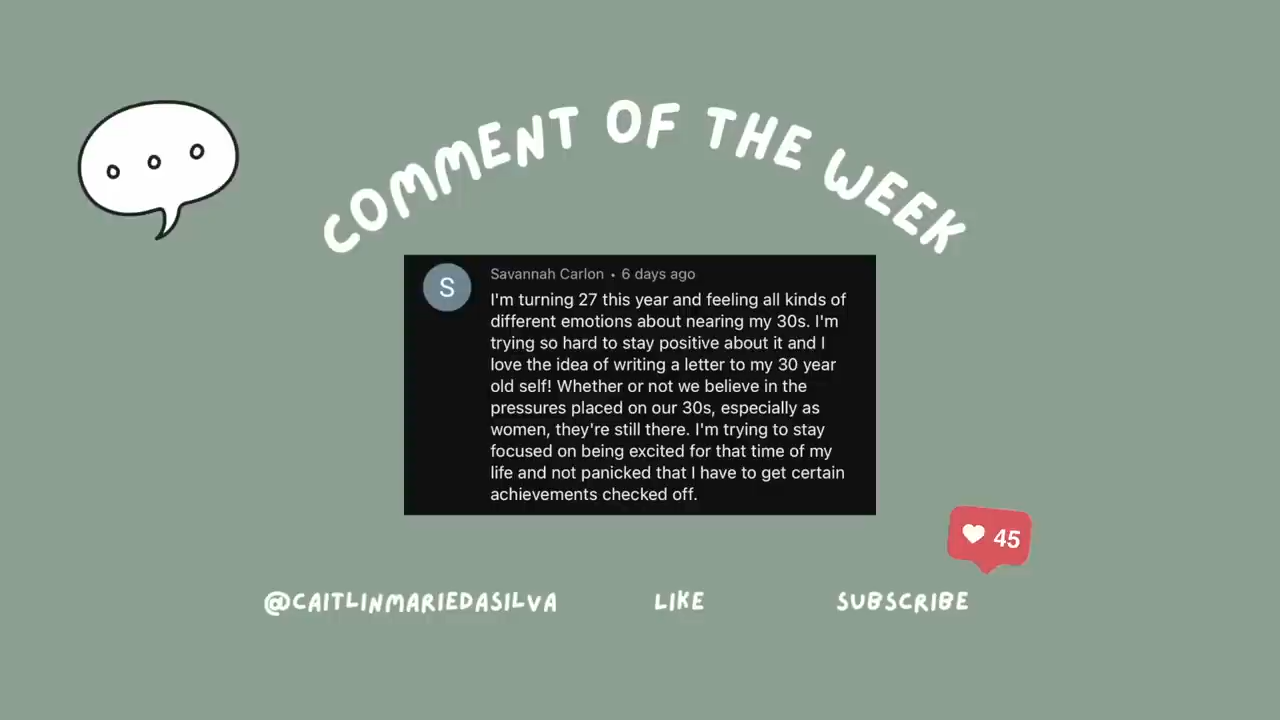 COMMENT OF THE WEEK
S
Savannah Carlon • 6 days ago
I'm turning 27 this year and feeling all kinds of
different emotions about nearing my 30s. I'm
trying so hard to stay positive about it and I
love the idea of writing a letter to my 30 year
old self! Whether or not we believe in the
pressures placed on our 30s, especially as
women, they're still there. I'm trying to stay
focused on being excited for that time of my
life and not panicked that I have to get certain
achievements checked off.
45
@CAITLINMARIEDASILVA
LIKE
SUBSCRIBE